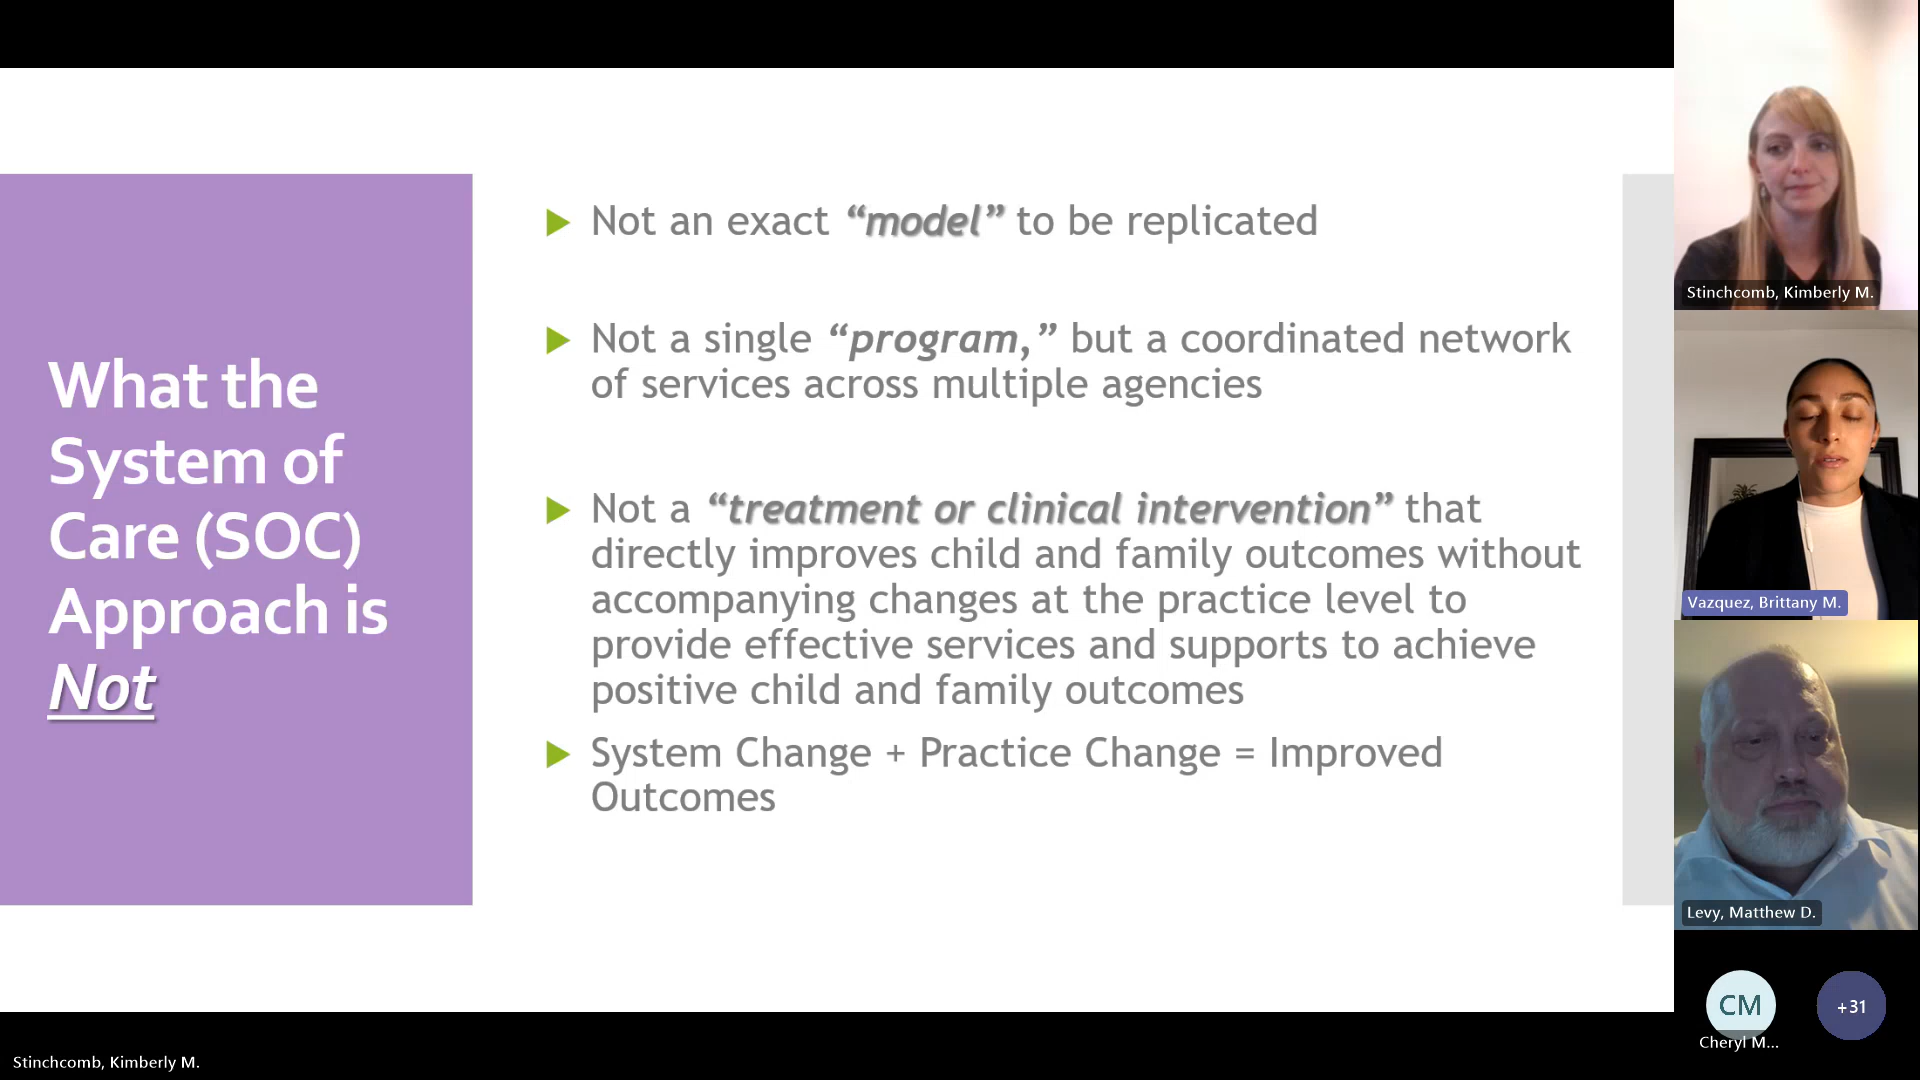 What the
System of
Care (SOC)
Approach is
Not
Not an exact “model” to be replicated
Not a single “program,” but a coordinated network
of services across multiple agencies
Not a “treatment or clinical intervention” that
directly improves child and family outcomes without
accompanying changes at the practice level to
provide effective services and supports to achieve
positive child and family outcomes
System Change + Practice Change = Improved
Outcomes
Stinchcomb, Kimberly M.
Vazquez, Brittany M.
Levy, Matthew D.
CM
+31
Cheryl M...
Stinchcomb, Kimberly M.